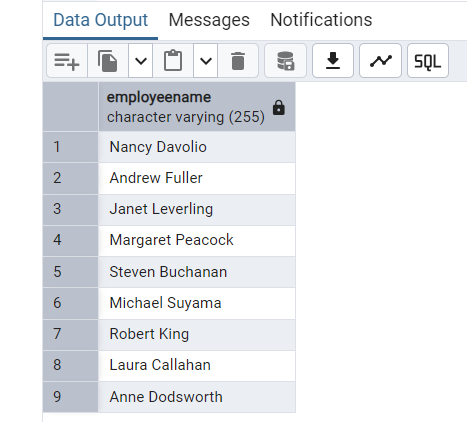 Data Output Messages Notifications
SQL
employeename
character varying (255)
1 Nancy Davolio
2 Andrew Fuller
3 Janet Leverling
4 Margaret Peacock
5 Steven Buchanan
6 Michael Suyama
7 Robert King
8 Laura Callahan
9 Anne Dodsworth